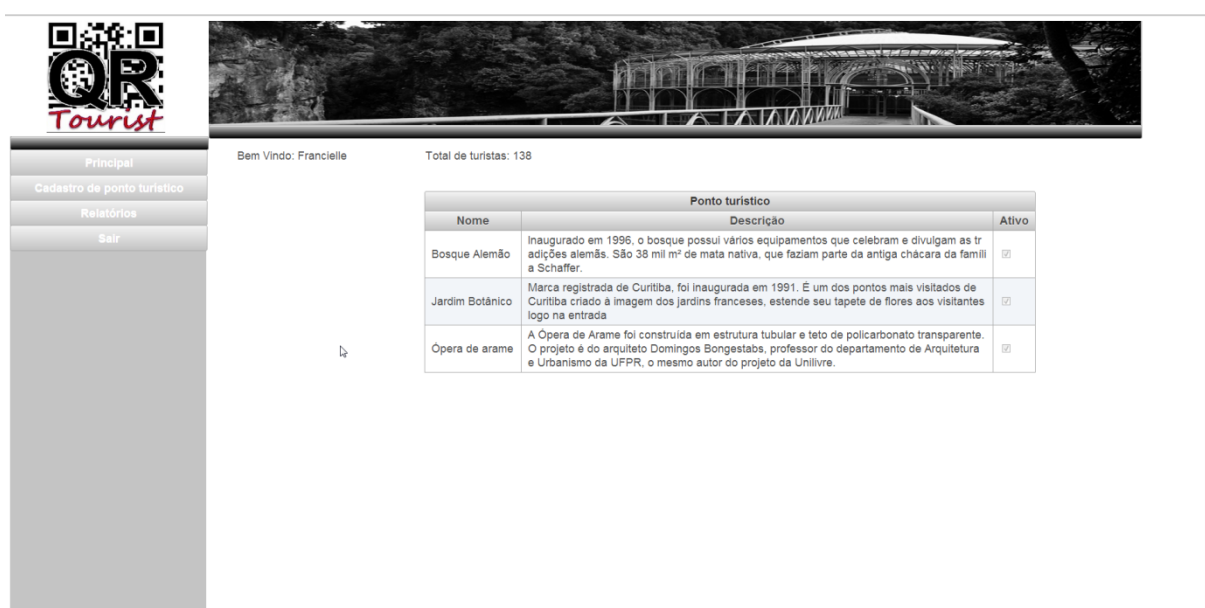 QR
Tourist
Principal
Cadastro de ponto turístico
Relatórios
Sair
Bem Vindo: Francielle
Total de turistas: 138
Ponto turistico
Nome Descrição Ativo
Bosque Alemão
Inaugurado em 1996, o bosque possui vários equipamentos que celebram e divulgam as tr
adições alemãs. São 38 mil m² de mata nativa, que faziam parte da antiga chácara da famíli
a Schaffer.
Jardim Botânico
Marca registrada de Curitiba, foi inaugurada em 1991. É um dos pontos mais visitados de
Curitiba criado à imagem dos jardins franceses, estende seu tapete de flores aos visitantes
logo na entrada
Ópera de arame
A Ópera de Arame foi construída em estrutura tubular e teto de policarbonato transparente.
O projeto é do arquiteto Domingos Bongestabs, professor do departamento de Arquitetura
e Urbanismo da UFPR, o mesmo autor do projeto da Unilivre.